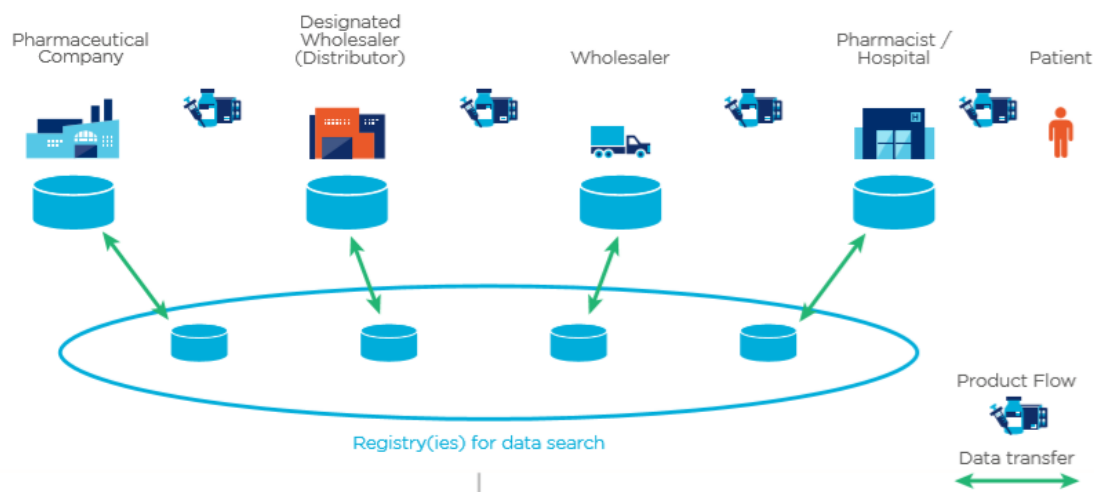 Pharmaceutical
Company
Designated
Wholesaler
(Distributor)
Wholesaler
Pharmacist /
Hospital
Patient
H
Product Flow
Registry(ies) for data search
Data transfer